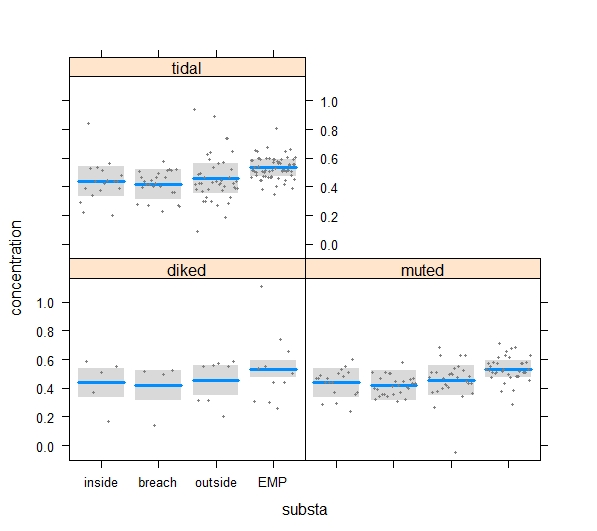 tidal
1.0
0.8
0.6
0.4
0.2
0.0
concentration
diked
muted
1.0
0.8
0.6
0.4
0.2
0.0
inside breach outside EMP
substa